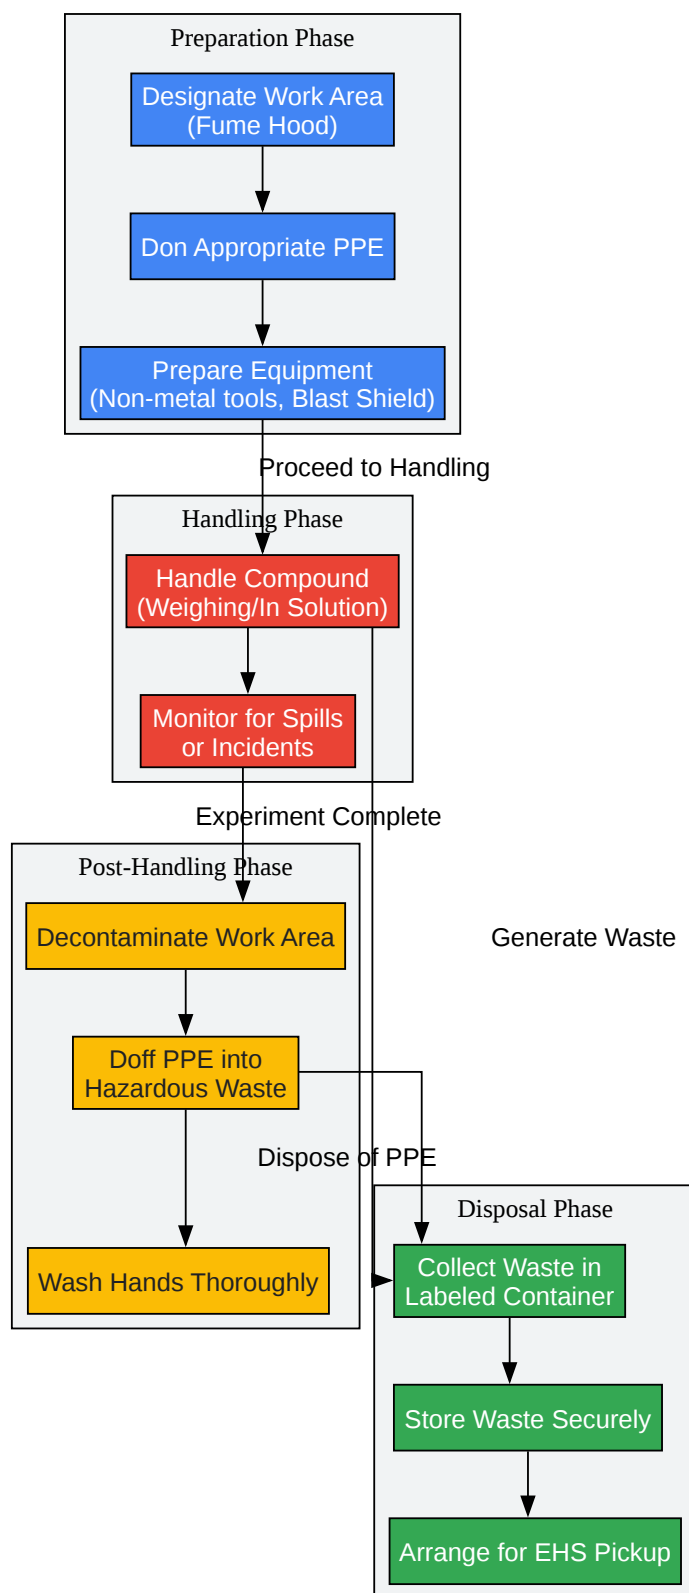 Preparation Phase
Designate Work Area
(Fume Hood)
Don Appropriate PPE
Prepare Equipment
(Non-metal tools, Blast Shield)
Proceed to Handling
Handling Phase
Handle Compound
(Weighing/In Solution)
Monitor for Spills
or Incidents
Experiment Complete
Post-Handling Phase
Decontaminate Work Area
Generate Waste
Doff PPE into
Hazardous Waste
Dispose of PPE
Wash Hands Thoroughly
Disposal Phase
Collect Waste in
Labeled Container
Store Waste Securely
Arrange for EHS Pickup